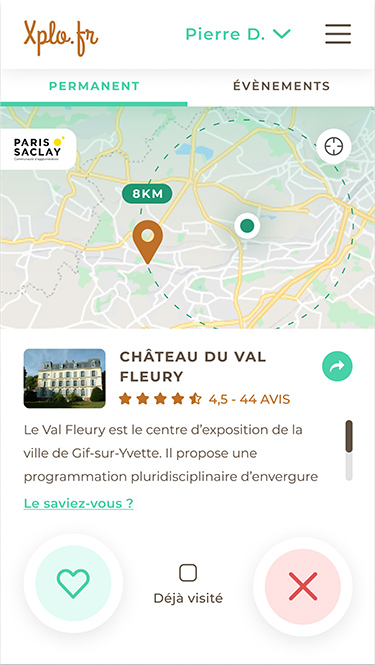 Xplo.fr
Pierre D.
PERMANENT
ÉVÈNEMENTS
PARIS
SACLAY
Communauté d'agglomération
8KM
CHÂTEAU DU VAL
FLEURY
4,5 - 44 AVIS
Le Val Fleury est le centre d'exposition de la
ville de Gif-sur-Yvette. Il propose une
programmation pluridisciplinaire d'envergure
Le saviez-vous ?
Déjà visité